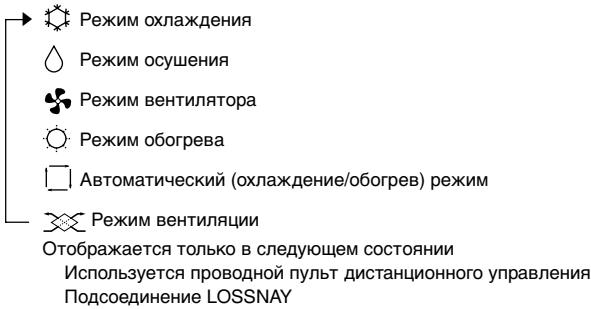 Режим охлаждения
Режим осушения
Режим вентилятора
Режим обогрева
Автоматический (охлаждение/обогрев) режим
Режим вентиляции
Отображается только в следующем состоянии
Используется проводной пульт дистанционного управления
Подсоединение LOSSNAY